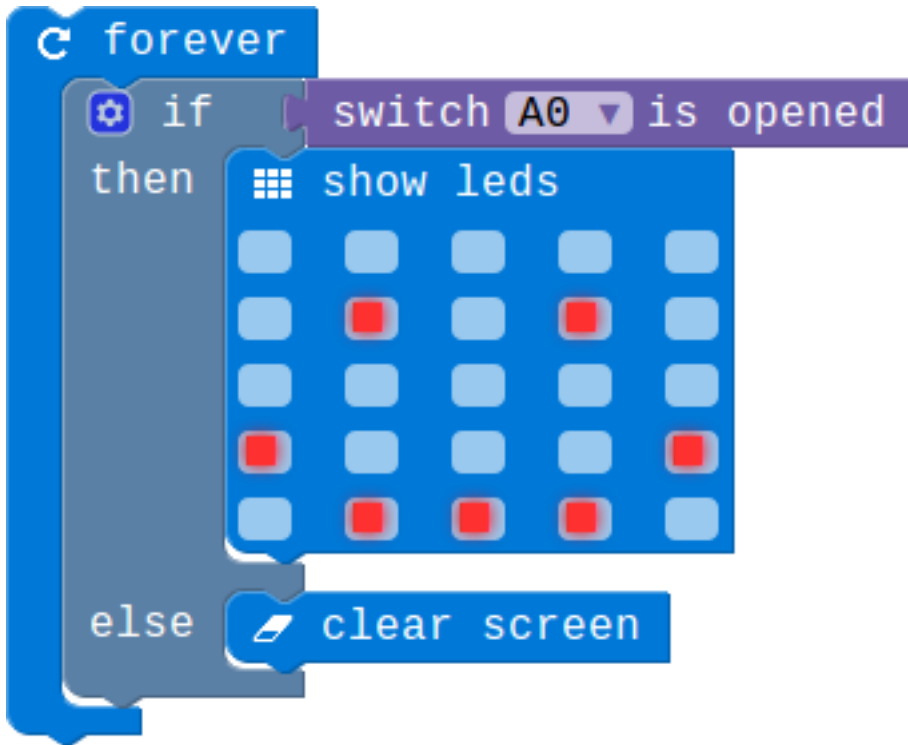 forever
if switch A0 is opened
then show leds
else clear screen